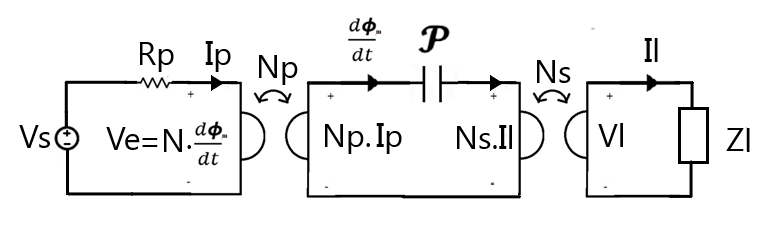 Rp
Ip
Np
dϕₘ
dt
𝒫
Ns
Il
Vs
+
-
Ve=N.
dϕₘ
dt
+
-
+
-
Np.Ip
Ns.Il
+
-
+
-
Vl
Zl